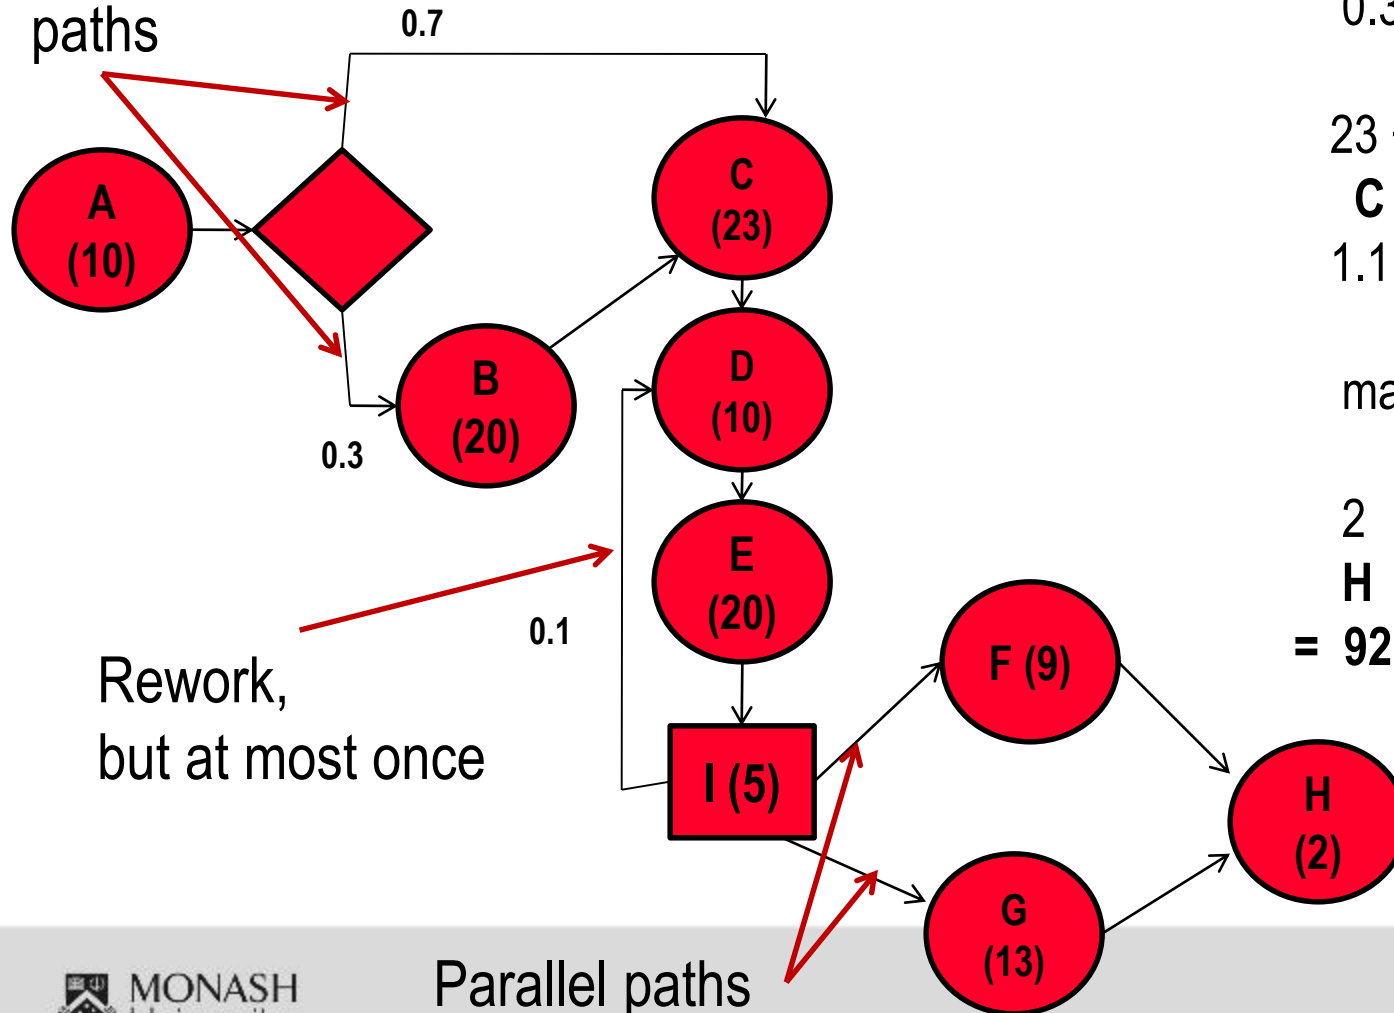 paths
0.7
A
(10)
B
(20)
0.3
C
(23)
D
(10)
E
(20)
0.1
Rework,
but at most once
I (5)
F (9)
G
(13)
H
(2)
Parallel paths
MONASH
23
C
1.1
2
H
= 92